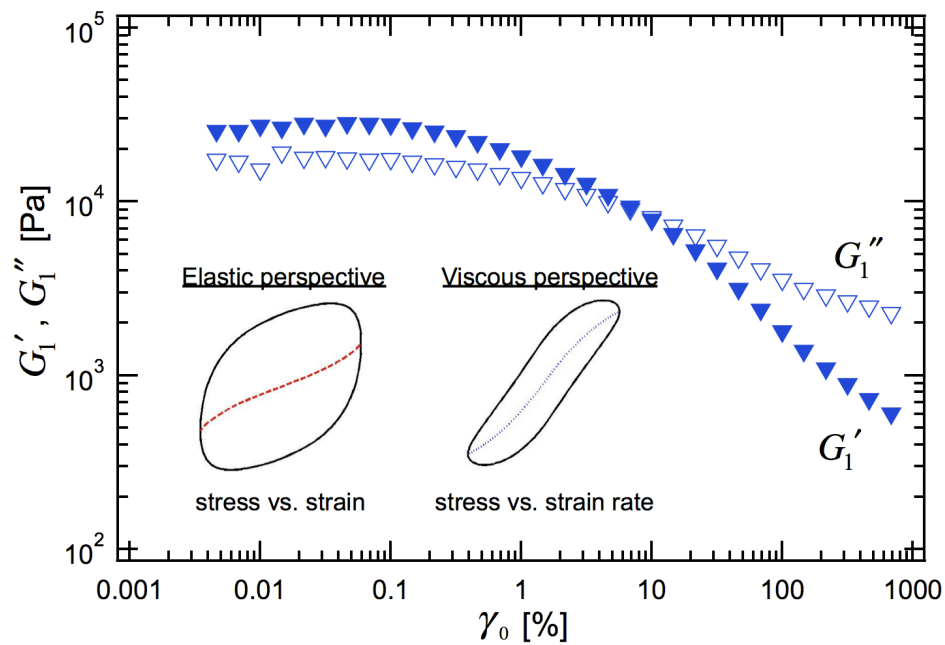 10⁵
10⁴
10³
10²
G₁′, G₁″ [Pa]
Elastic perspective
Viscous perspective
stress vs. strain
stress vs. strain rate
G₁″
G₁′
0.001
0.01
0.1
1
10
100
1000
γ₀ [%]